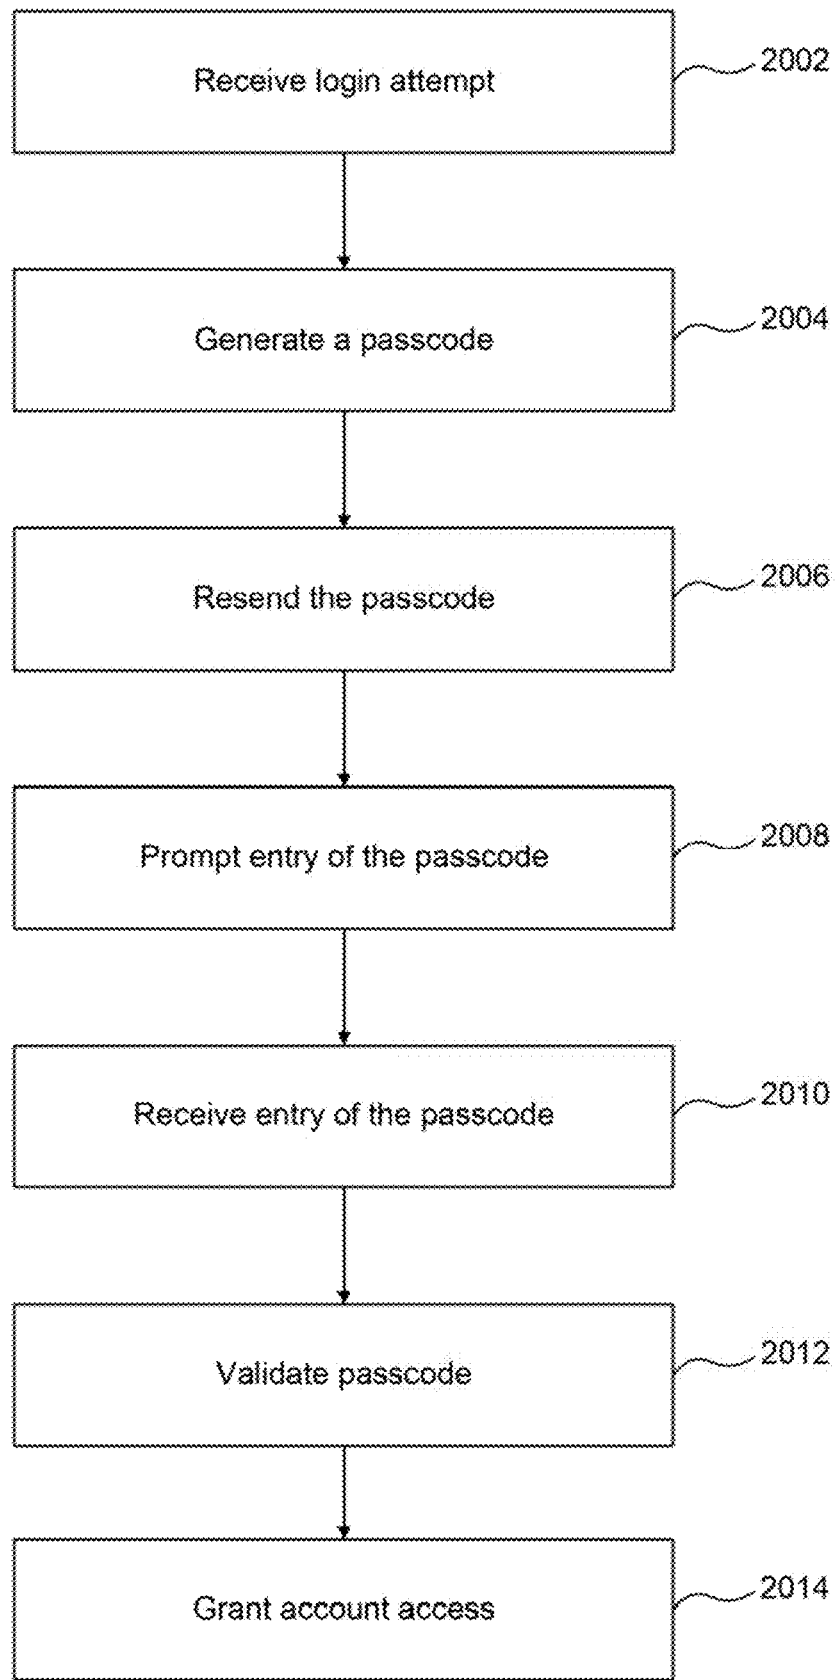 Receive login attempt
2002
Generate a passcode
2004
Resend the passcode
2006
Prompt entry of the passcode
2008
Receive entry of the passcode
2010
Validate passcode
2012
Grant account access
2014